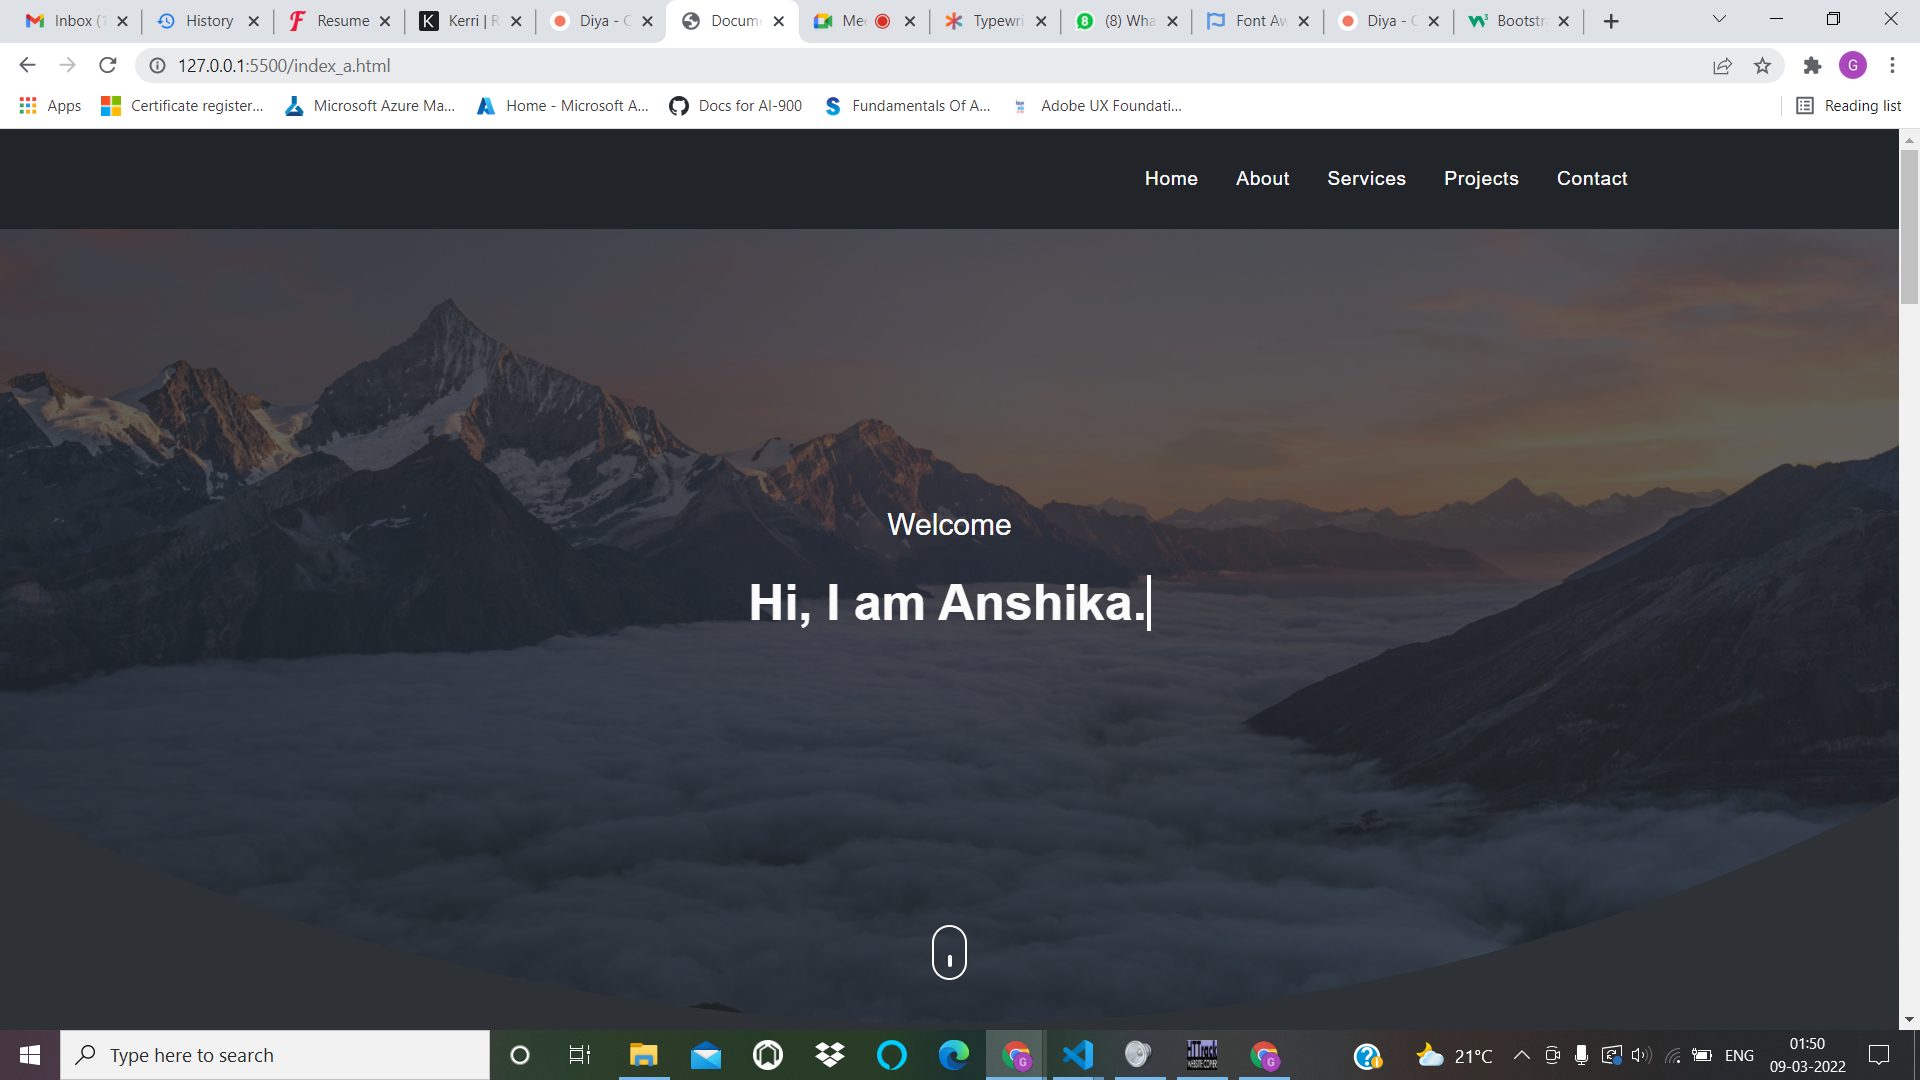 Inbox (1
History
Resume
Kerri | R
Diya - C
Docum
Mee
Typewri
(8) Wha
Font Aw
Diya - C
Bootstr
127.0.0.1:5500/index_a.html
G
Apps
Certificate register...
Microsoft Azure Ma...
Home - Microsoft A...
Docs for AI-900
Fundamentals Of A...
Adobe UX Foundati...
Reading list
Home
About
Services
Projects
Contact
Welcome
Hi, I am Anshika.
Type here to search
21°C
ENG
01:50
09-03-2022